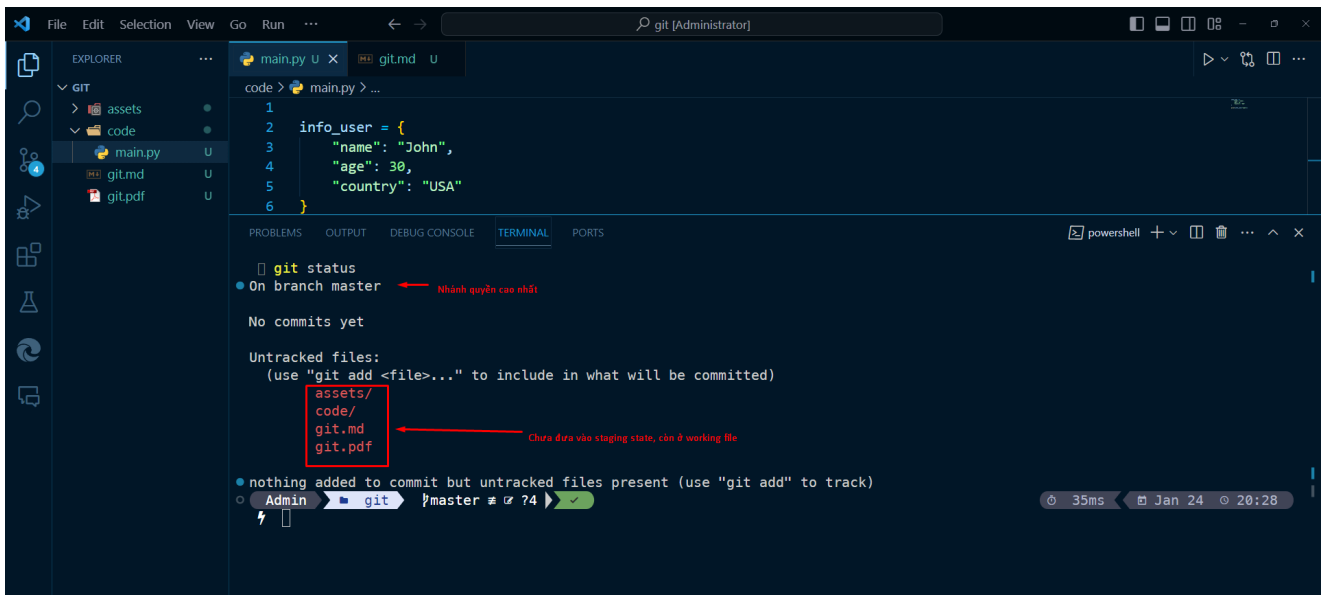 File Edit Selection View Go Run ...
git [Administrator]
EXPLORER
main.py U
git.md U
GIT
code > main.py > ...
assets
code
main.py U
git.md U
git.pdf U
4
1
2 info_user = {
3 "name": "John",
4 "age": 30,
5 "country": "USA"
6 }
PROBLEMS OUTPUT DEBUG CONSOLE TERMINAL PORTS
powershell
git status
On branch master
Nhánh quyền cao nhất
No commits yet
Untracked files:
(use "git add <file>..." to include in what will be committed)
assets/
code/
git.md
git.pdf
Chưa đưa vào staging state, còn ở working file
nothing added to commit but untracked files present (use "git add" to track)
Admin git master ≢ ?4
35ms Jan 24 20:28